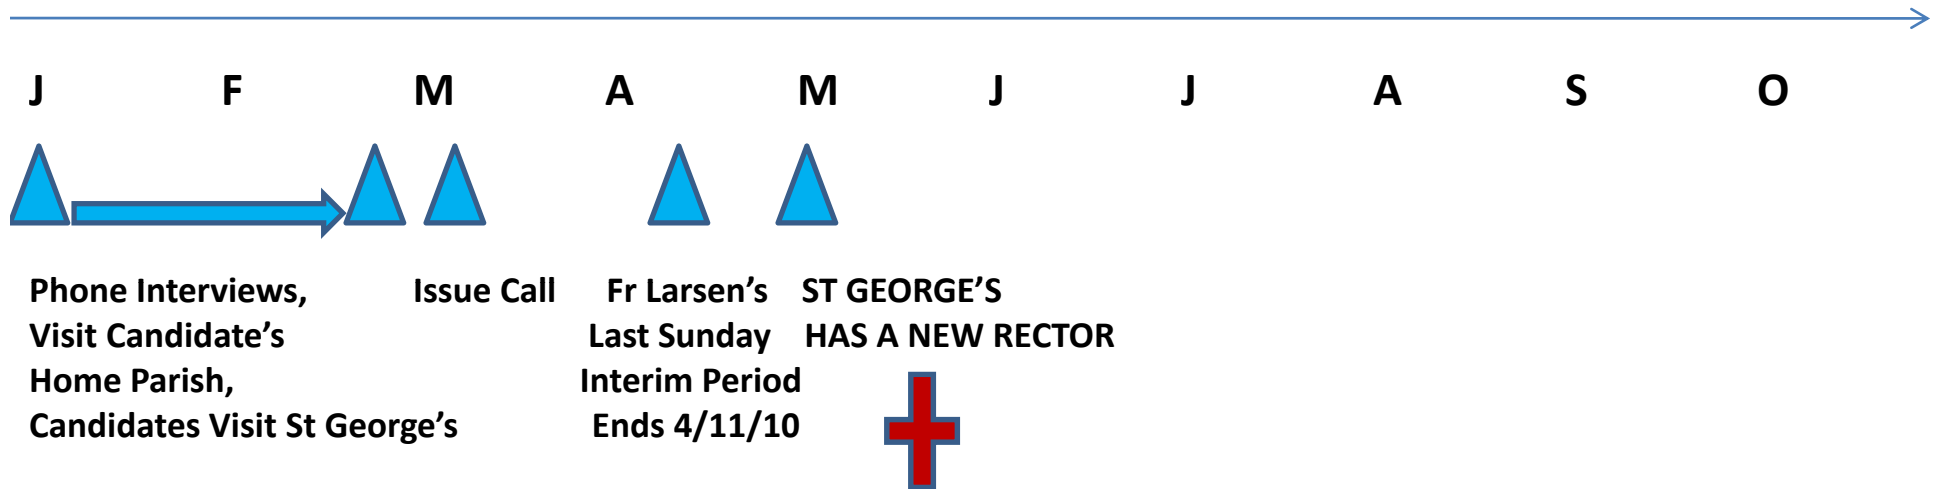 J F M A M J J A S O
Phone Interviews,
Visit Candidate’s
Home Parish,
Candidates Visit St George’s
Issue Call
Fr Larsen’s
Last Sunday
Interim Period
Ends 4/11/10
ST GEORGE’S
HAS A NEW RECTOR